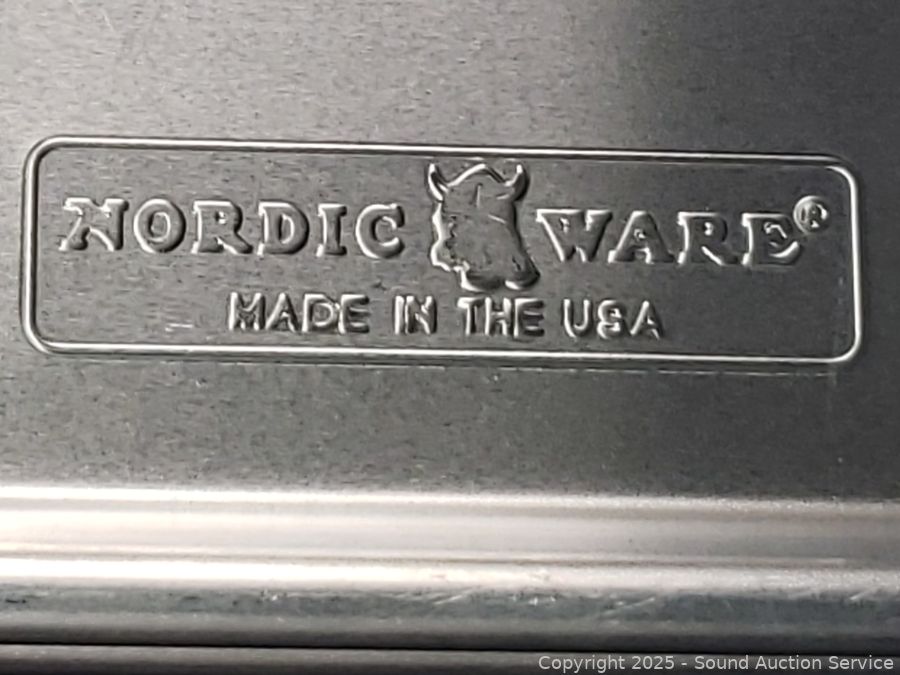 NORDIC WARE®
MADE IN THE USA
Copyright 2025 - Sound Auction Service